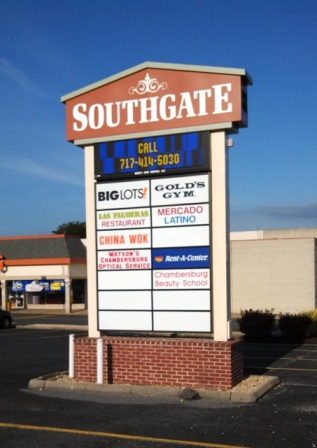 SOUTHGATE
CALL
717-414-5030
BIG LOTS!
GOLD'S
GYM
LAS PALMERAS
RESTAURANT
MERCADO
LATINO
CHINA WOK
WATSON'S
CHAMBERSBURG
OPTICAL SERVICE
Rent-A-Center
Chambersburg
Beauty School